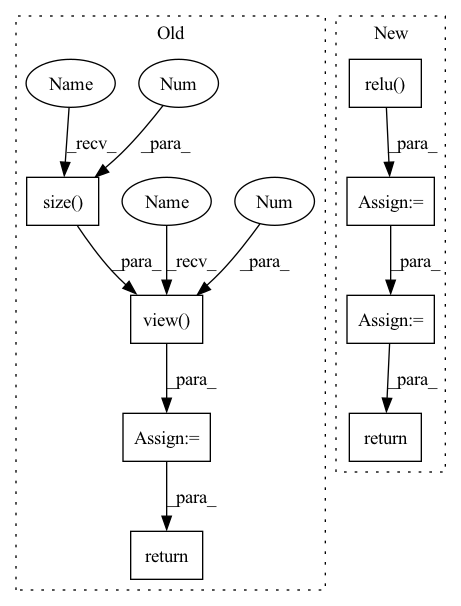 Old
New
Name
Num
relu()
_recv_
_para_
_para_
size()
Name
Num
Assign:=
_para_
_recv_
_para_
_para_
view()
Assign:=
_para_
_para_
Assign:=
return
_para_
return